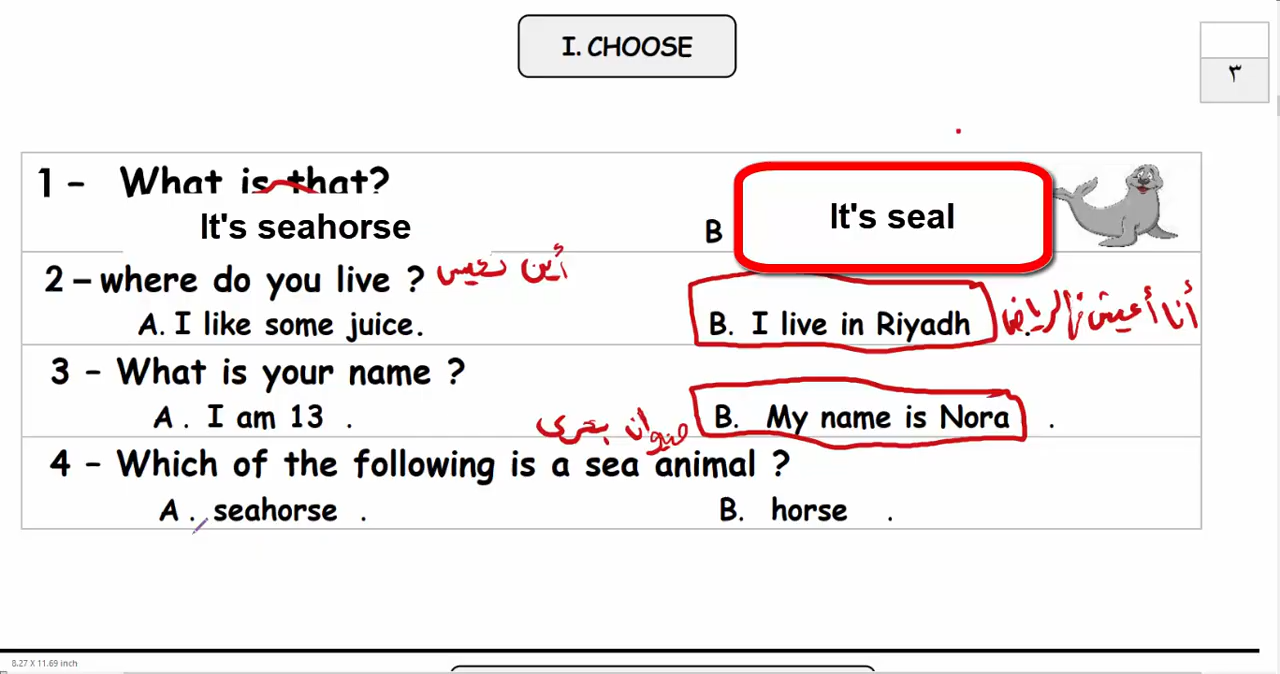 I. CHOOSE
٣
1 - What is that?
It's seahorse
B It's seal
2 – where do you live ? أين تعيش
A. I like some juice.
B. I live in Riyadh أنا أعيش في الرياض .
3 - What is your name ?
A . I am 13 .
B. My name is Nora .
حيوان بحري
4 - Which of the following is a sea animal ?
A . seahorse .
B. horse .
8.27 X 11.69 inch